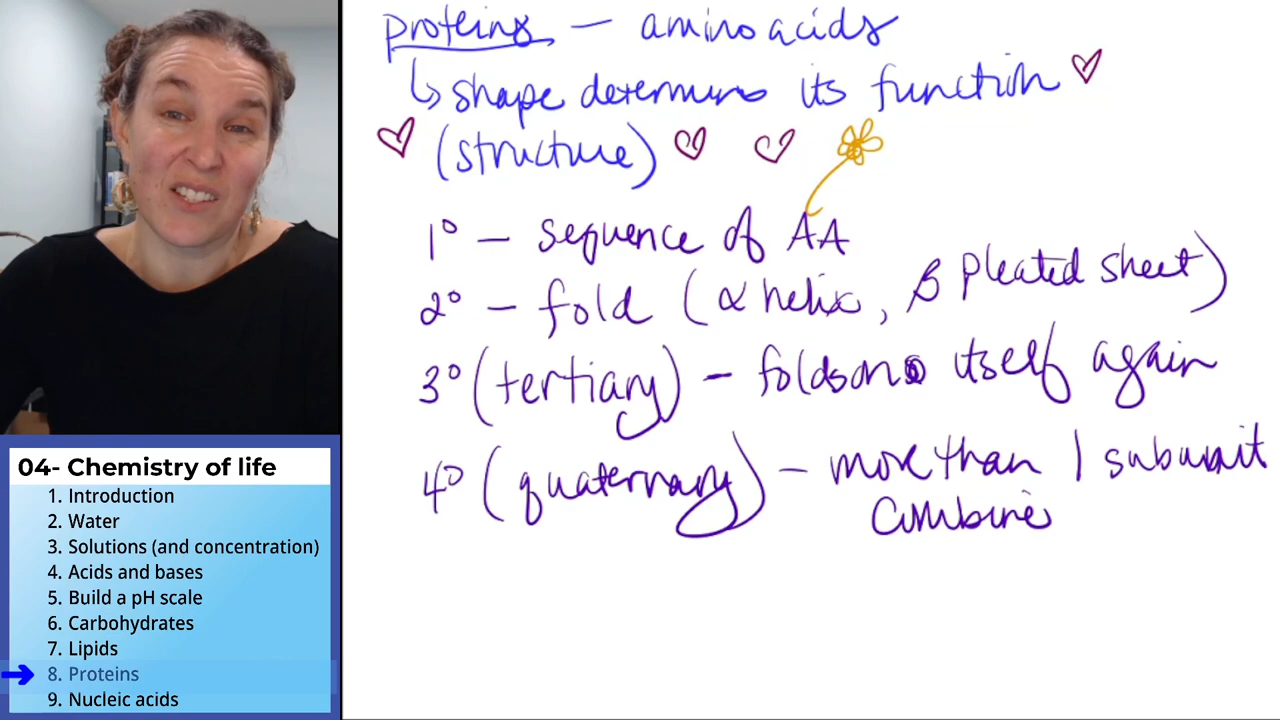 proteins – amino acids
↳ shape determines its function
(structure)
1° – sequence of AA
2° – fold (α helix, β pleated sheet)
3° (tertiary) – folds on itself again
4° (quaternary) – more than 1 subunit
combine
04- Chemistry of life
1. Introduction
2. Water
3. Solutions (and concentration)
4. Acids and bases
5. Build a pH scale
6. Carbohydrates
7. Lipids
8. Proteins
9. Nucleic acids